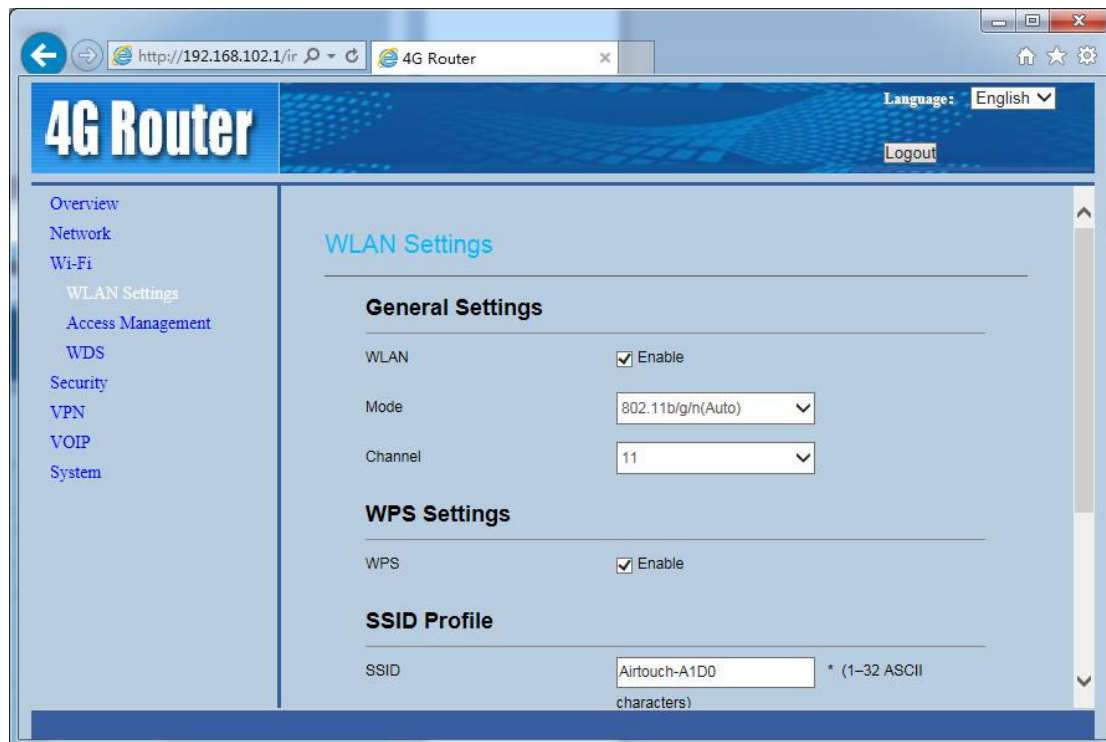 http://192.168.102.1/ir
4G Router
4G Router
Language: English
Logout
Overview
Network
Wi-Fi
WLAN Settings
Access Management
WDS
Security
VPN
VOIP
System
WLAN Settings
General Settings
WLAN Enable
Mode 802.11b/g/n(Auto)
Channel 11
WPS Settings
WPS Enable
SSID Profile
SSID Airtouch-A1D0 * (1–32 ASCII
characters)